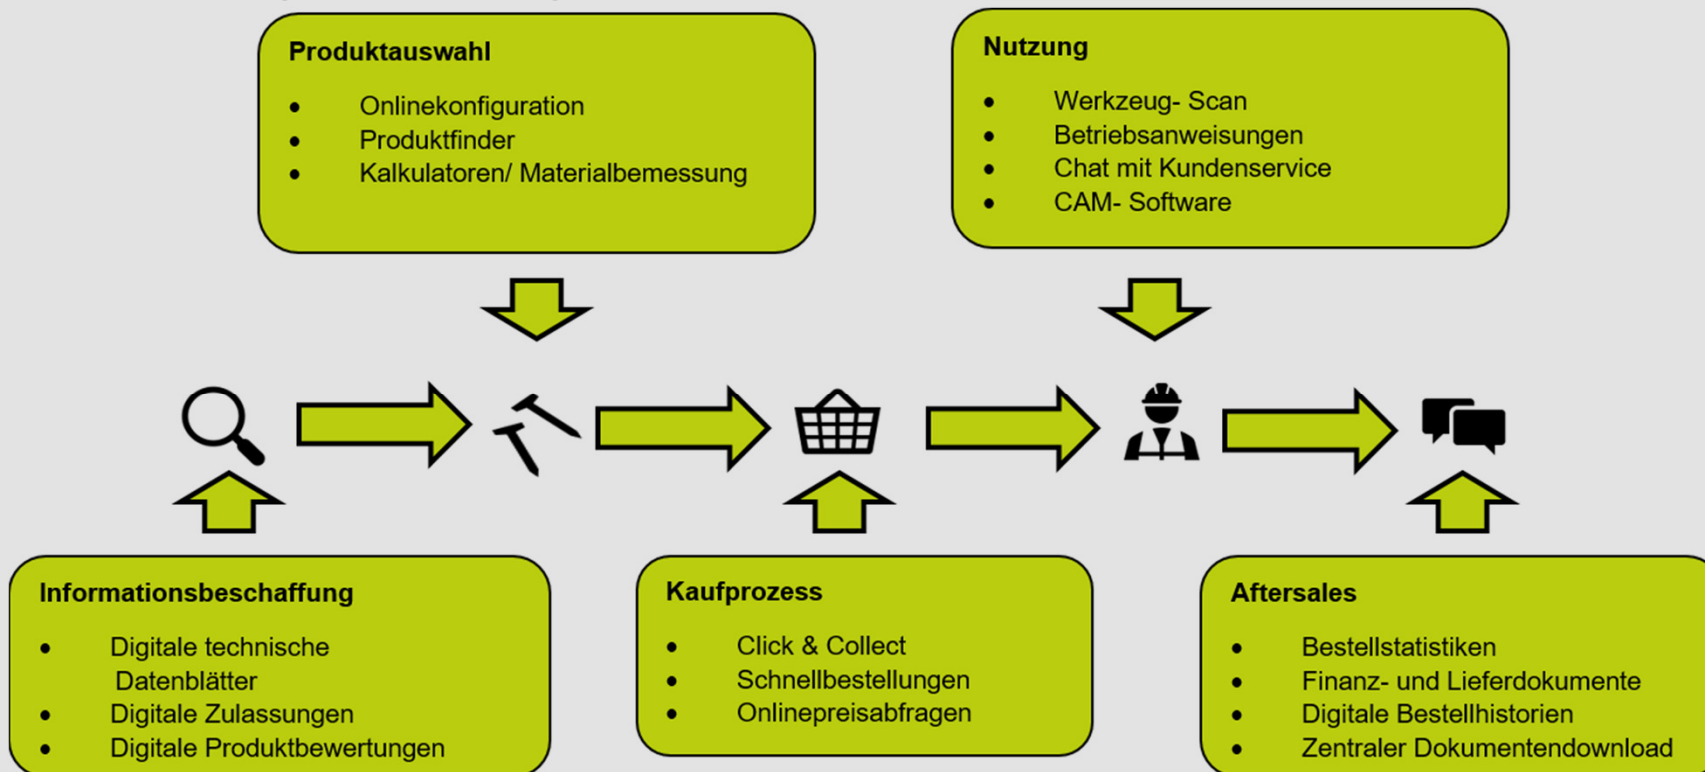 Produktauswahl
• Onlinekonfiguration
• Produktfinder
• Kalkulatoren/ Materialbemessung
Nutzung
• Werkzeug- Scan
• Betriebsanweisungen
• Chat mit Kundenservice
• CAM- Software
Informationsbeschaffung
• Digitale technische
Datenblätter
• Digitale Zulassungen
• Digitale Produktbewertungen
Kaufprozess
• Click & Collect
• Schnellbestellungen
• Onlinepreisabfragen
Aftersales
• Bestellstatistiken
• Finanz- und Lieferdokumente
• Digitale Bestellhistorien
• Zentraler Dokumentendownload